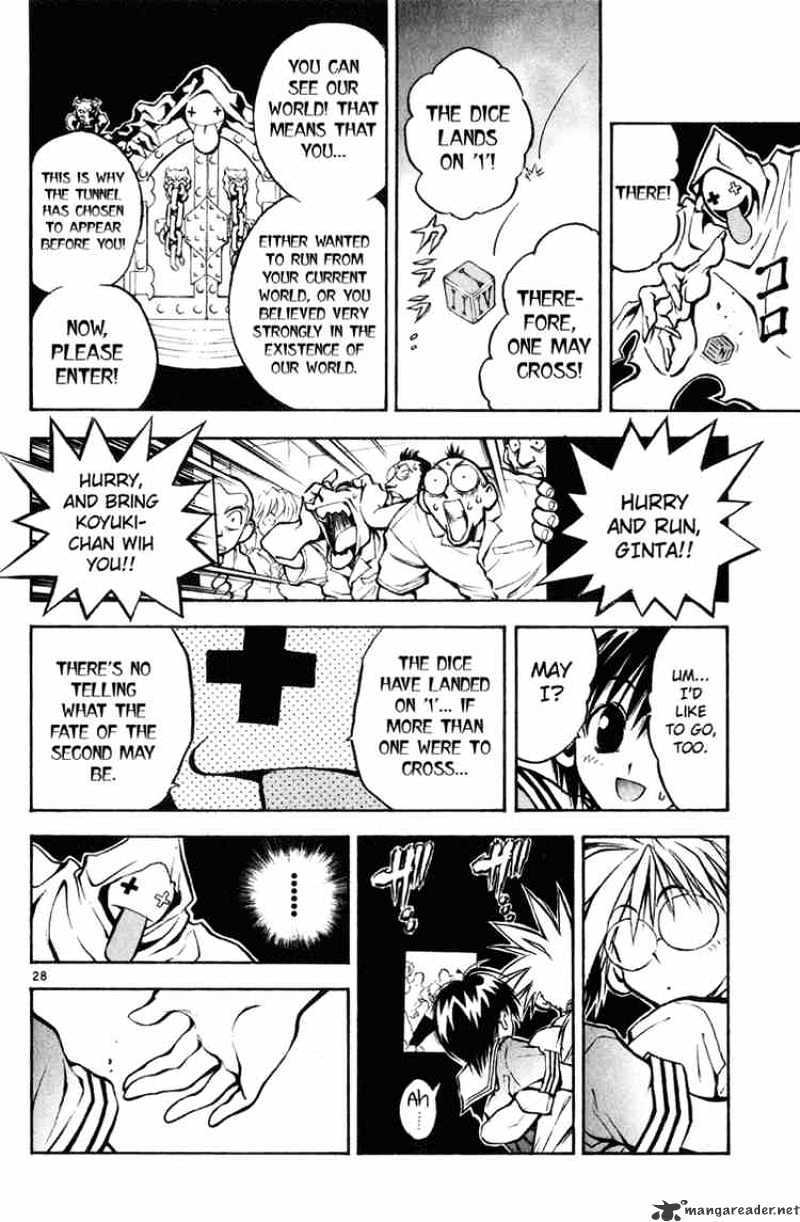 THERE!
コロ
THE DICE
LANDS
ON '1'!
THERE-
FORE,
ONE MAY
CROSS!
YOU CAN
SEE OUR
WORLD! THAT
MEANS THAT
YOU...
EITHER WANTED
TO RUN FROM
YOUR CURRENT
WORLD, OR YOU
BELIEVED VERY
STRONGLY IN THE
EXISTENCE OF
OUR WORLD.
THIS IS WHY
THE TUNNEL
HAS CHOSEN
TO APPEAR
BEFORE YOU!
NOW,
PLEASE
ENTER!
HURRY
AND RUN,
GINTA!!
HURRY,
AND BRING
KOYUKI-
CHAN WIH
YOU!!
UM...
I'D
LIKE
TO GO,
TOO.
MAY
I?
THE DICE
HAVE LANDED
ON '1'... IF
MORE THAN
ONE WERE TO
CROSS...
THERE'S NO
TELLING
WHAT THE
FATE OF THE
SECOND MAY
BE.
Ah
...
......
28
mangareader.net